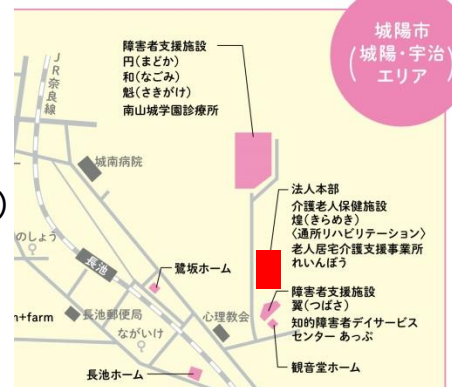 城陽市
(城陽・宇治)
エリア
JR奈良線
障害者支援施設
円(まどか)
和(なごみ)
魁(さきがけ)
南山城学園診療所
城南病院
法人本部
介護老人保健施設
煌(きらめき)
〈通所リハビリテーション〉
老人居宅介護支援事業所
れいんぼう
)
のしょう
長池
鷺坂ホーム
障害者支援施設
翼(つばさ)
知的障害者デイサービス
センター あっぷ
n+farm
長池郵便局
心理教会
ながいけ
観音堂ホーム
長池ホーム